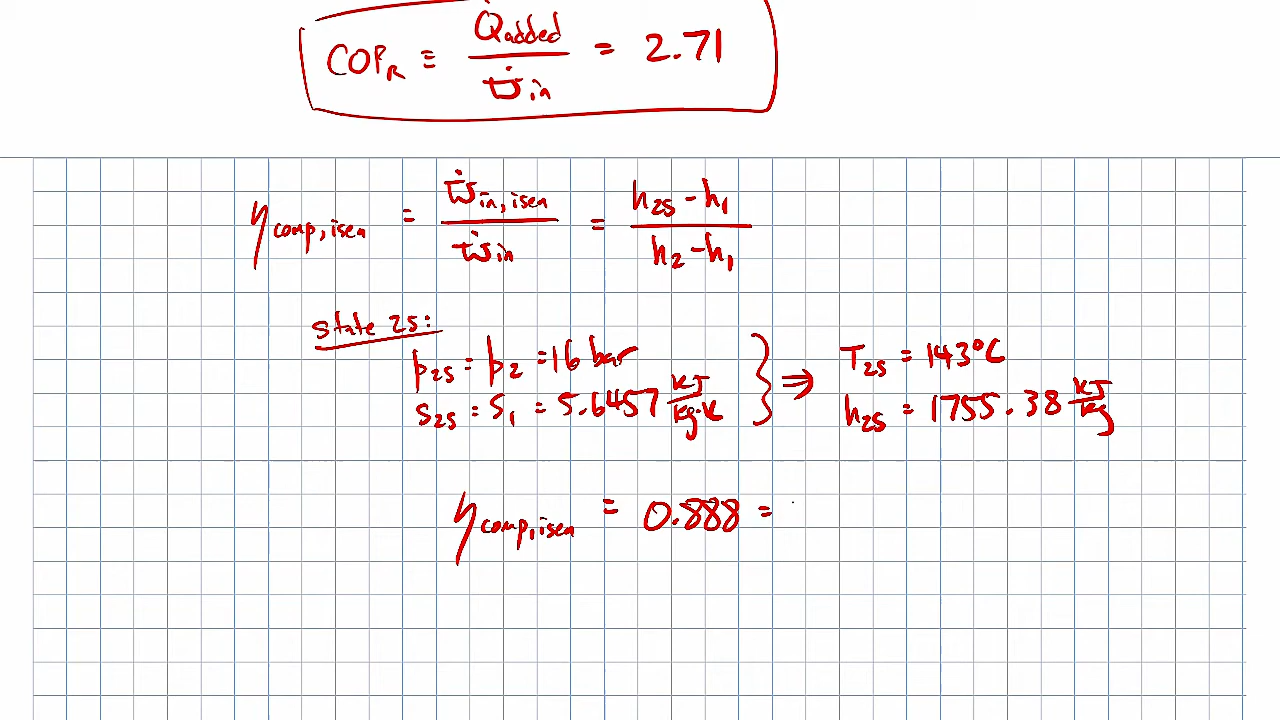 COP_R ≡ Q̇_added / Ẇ_in = 2.71
η_comp,isen = Ẇ_in,isen / Ẇ_in = (h_2s - h_1) / (h_2 - h_1)
state 2s:
p_2s = p_2 = 16 bar
s_2s = s_1 = 5.6457 kJ/kg·K
} ⇒ T_2s = 143°C
h_2s = 1755.38 kJ/kg
η_comp,isen = 0.888 =